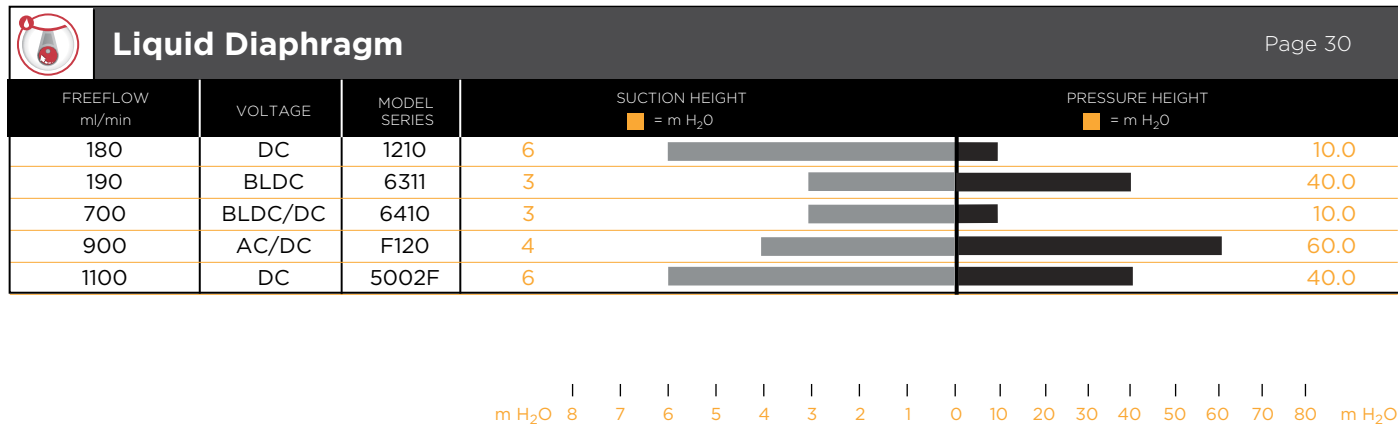 Liquid Diaphragm Page 30
FREEFLOW ml/min VOLTAGE MODEL SERIES SUCTION HEIGHT = m H₂0 PRESSURE HEIGHT = m H₂0
180 DC 1210 6 10.0
190 BLDC 6311 3 40.0
700 BLDC/DC 6410 3 10.0
900 AC/DC F120 4 60.0
1100 DC 5002F 6 40.0
m H₂O 8 7 6 5 4 3 2 1 0 10 20 30 40 50 60 70 80 m H₂O